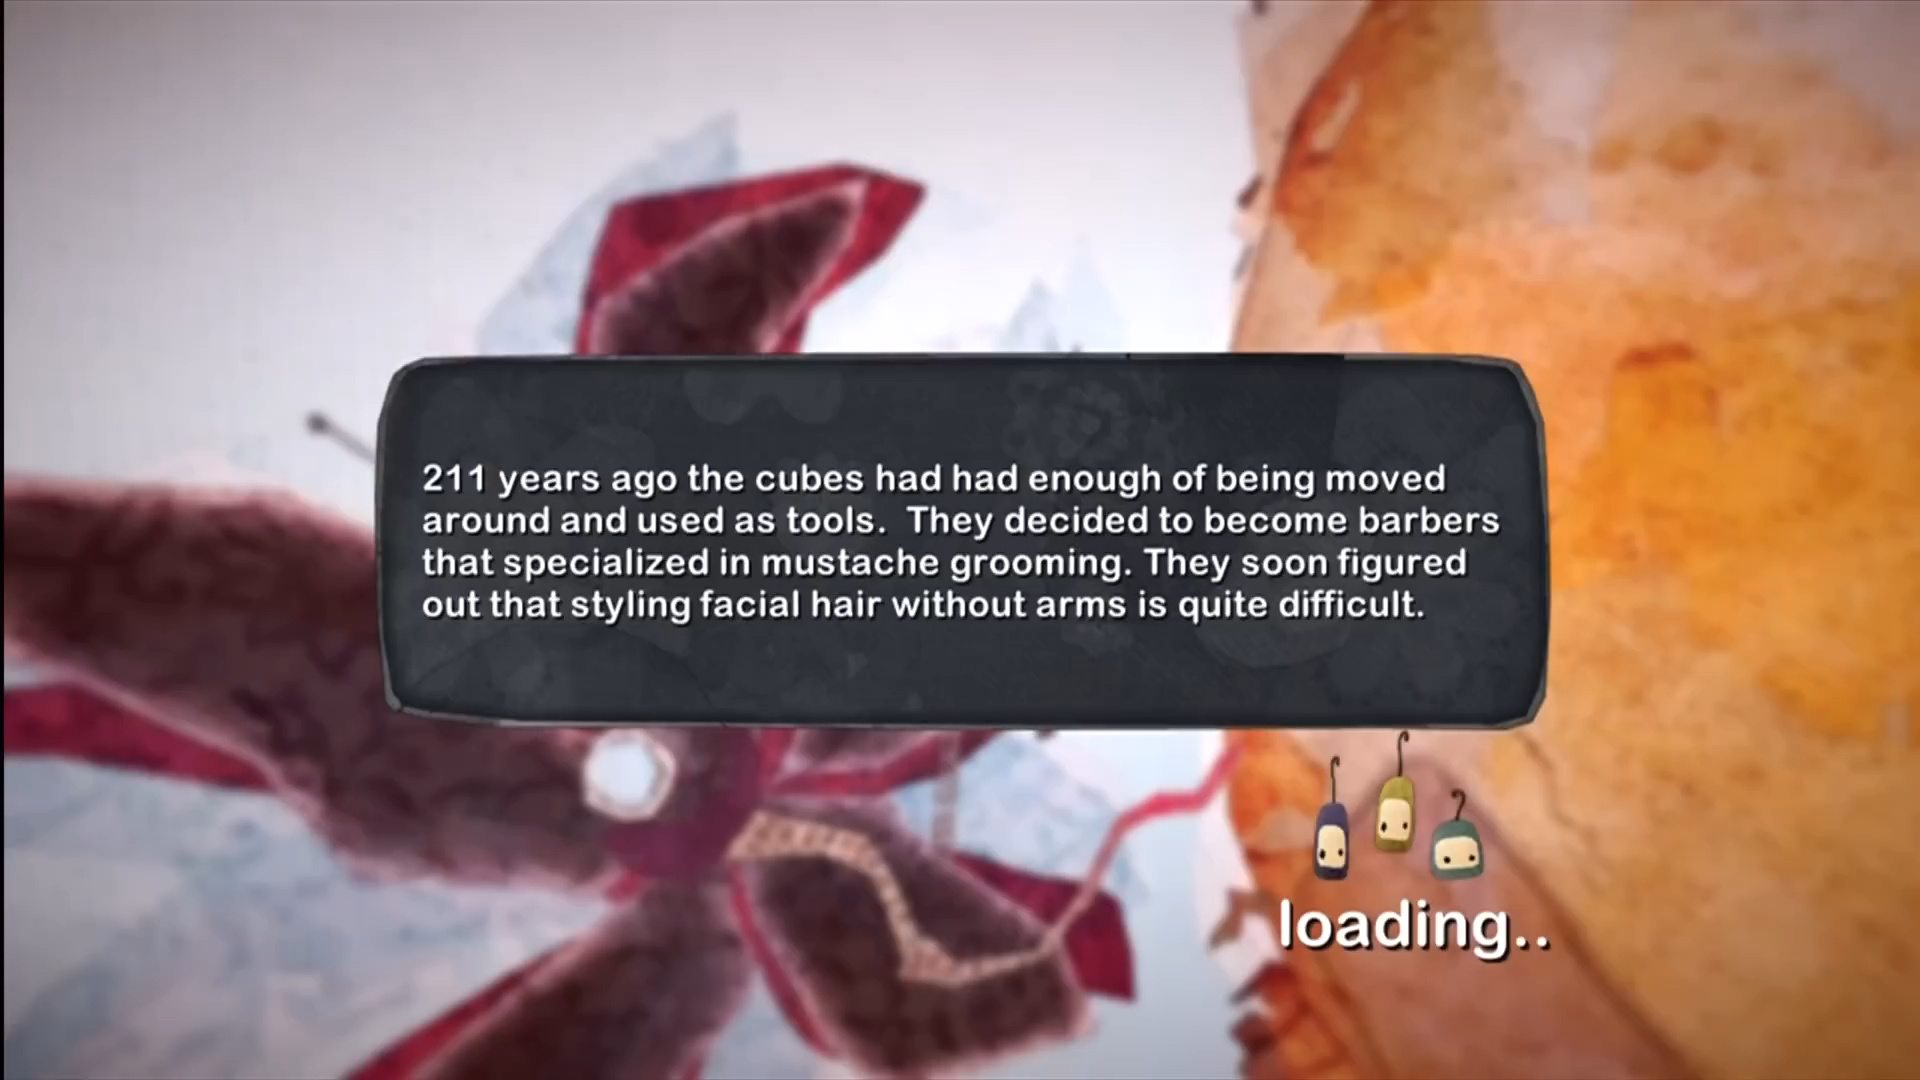 211 years ago the cubes had had enough of being moved
around and used as tools.  They decided to become barbers
that specialized in mustache grooming. They soon figured
out that styling facial hair without arms is quite difficult.
loading..